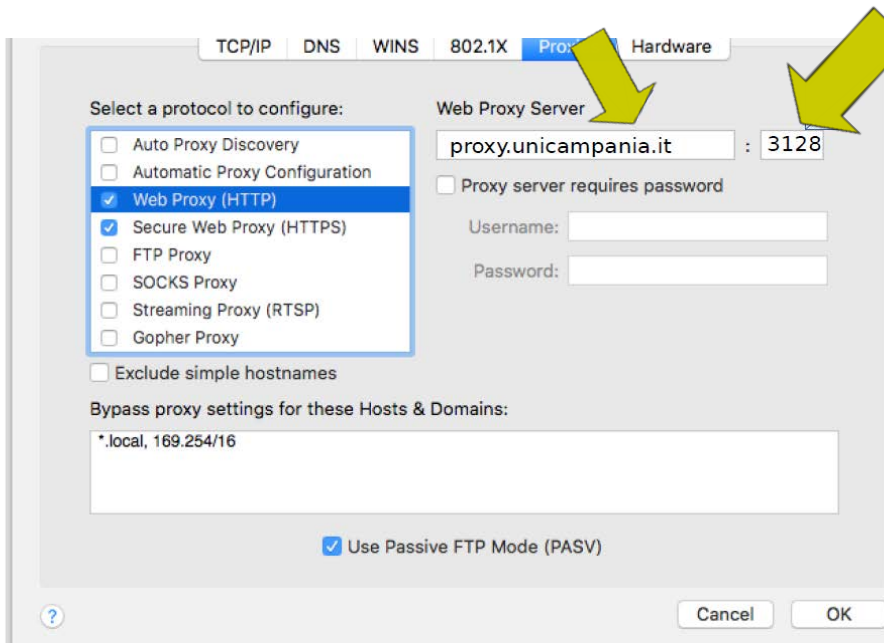 TCP/IP DNS WINS 802.1X Hardware
Select a protocol to configure:
Auto Proxy Discovery
Automatic Proxy Configuration
Web Proxy (HTTP)
Secure Web Proxy (HTTPS)
FTP Proxy
SOCKS Proxy
Streaming Proxy (RTSP)
Gopher Proxy
Exclude simple hostnames
Web Proxy Server
proxy.unicampania.it : 3128
Proxy server requires password
Username:
Password:
Bypass proxy settings for these Hosts & Domains:
*.local, 169.254/16
Use Passive FTP Mode (PASV)
? Cancel OK